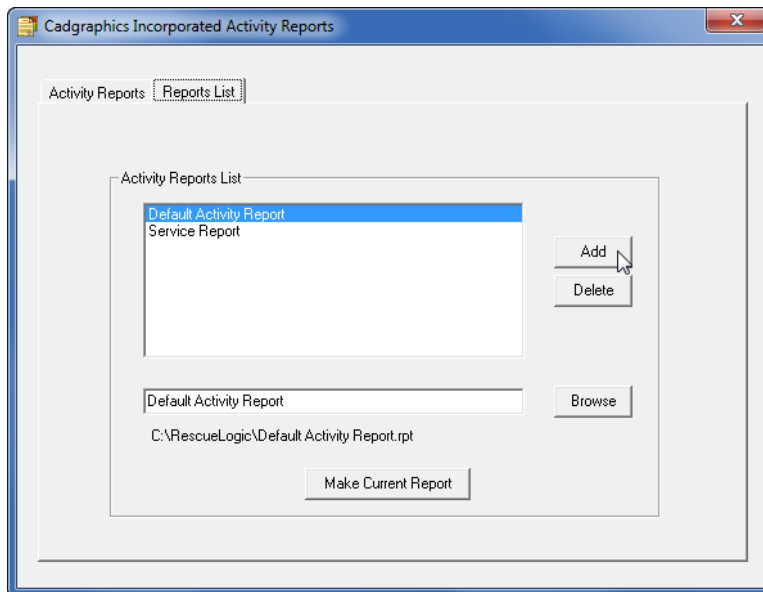 Cadgraphics Incorporated Activity Reports
Activity Reports
Reports List
Activity Reports List
Default Activity Report
Service Report
Add
Delete
Default Activity Report
Browse
C:\RescueLogic\Default Activity Report.rpt
Make Current Report